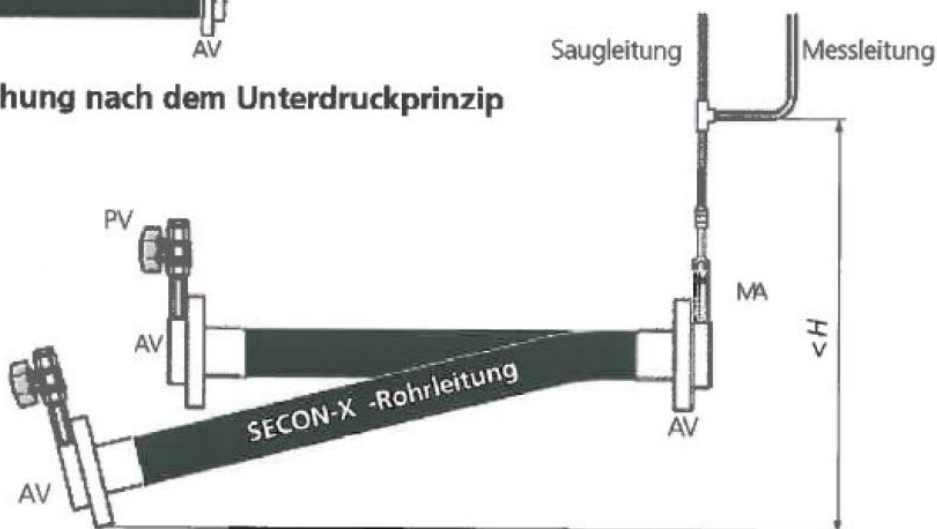 AV
Saugleitung
Messleitung
hung nach dem Unterdruckprinzip
PV
MA
AV
< H
SECON-X -Rohrleitung
AV
AV